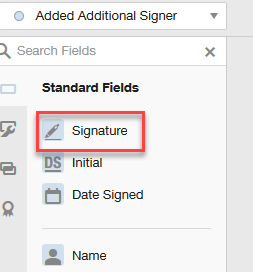 Added Additional Signer
Search Fields
Standard Fields
Signature
DS Initial
Date Signed
Name